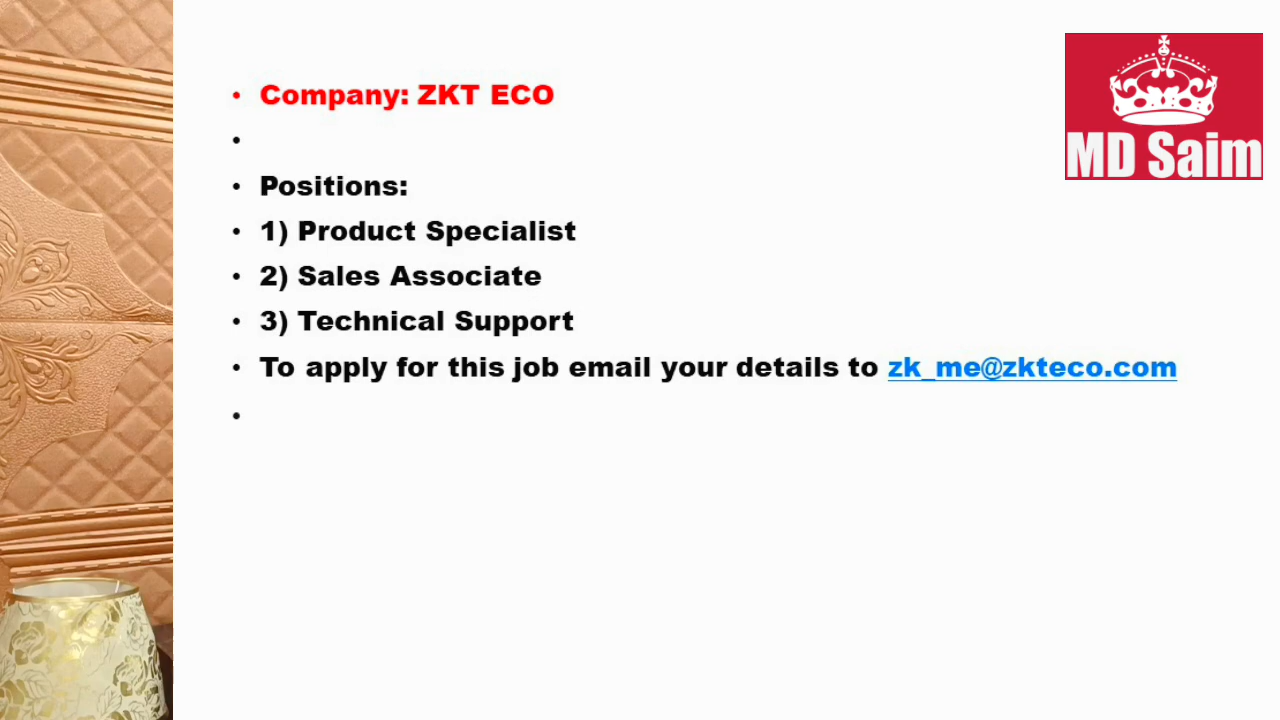 MD Saim
• Company: ZKT ECO
•
• Positions:
• 1) Product Specialist
• 2) Sales Associate
• 3) Technical Support
• To apply for this job email your details to zk_me@zkteco.com
•